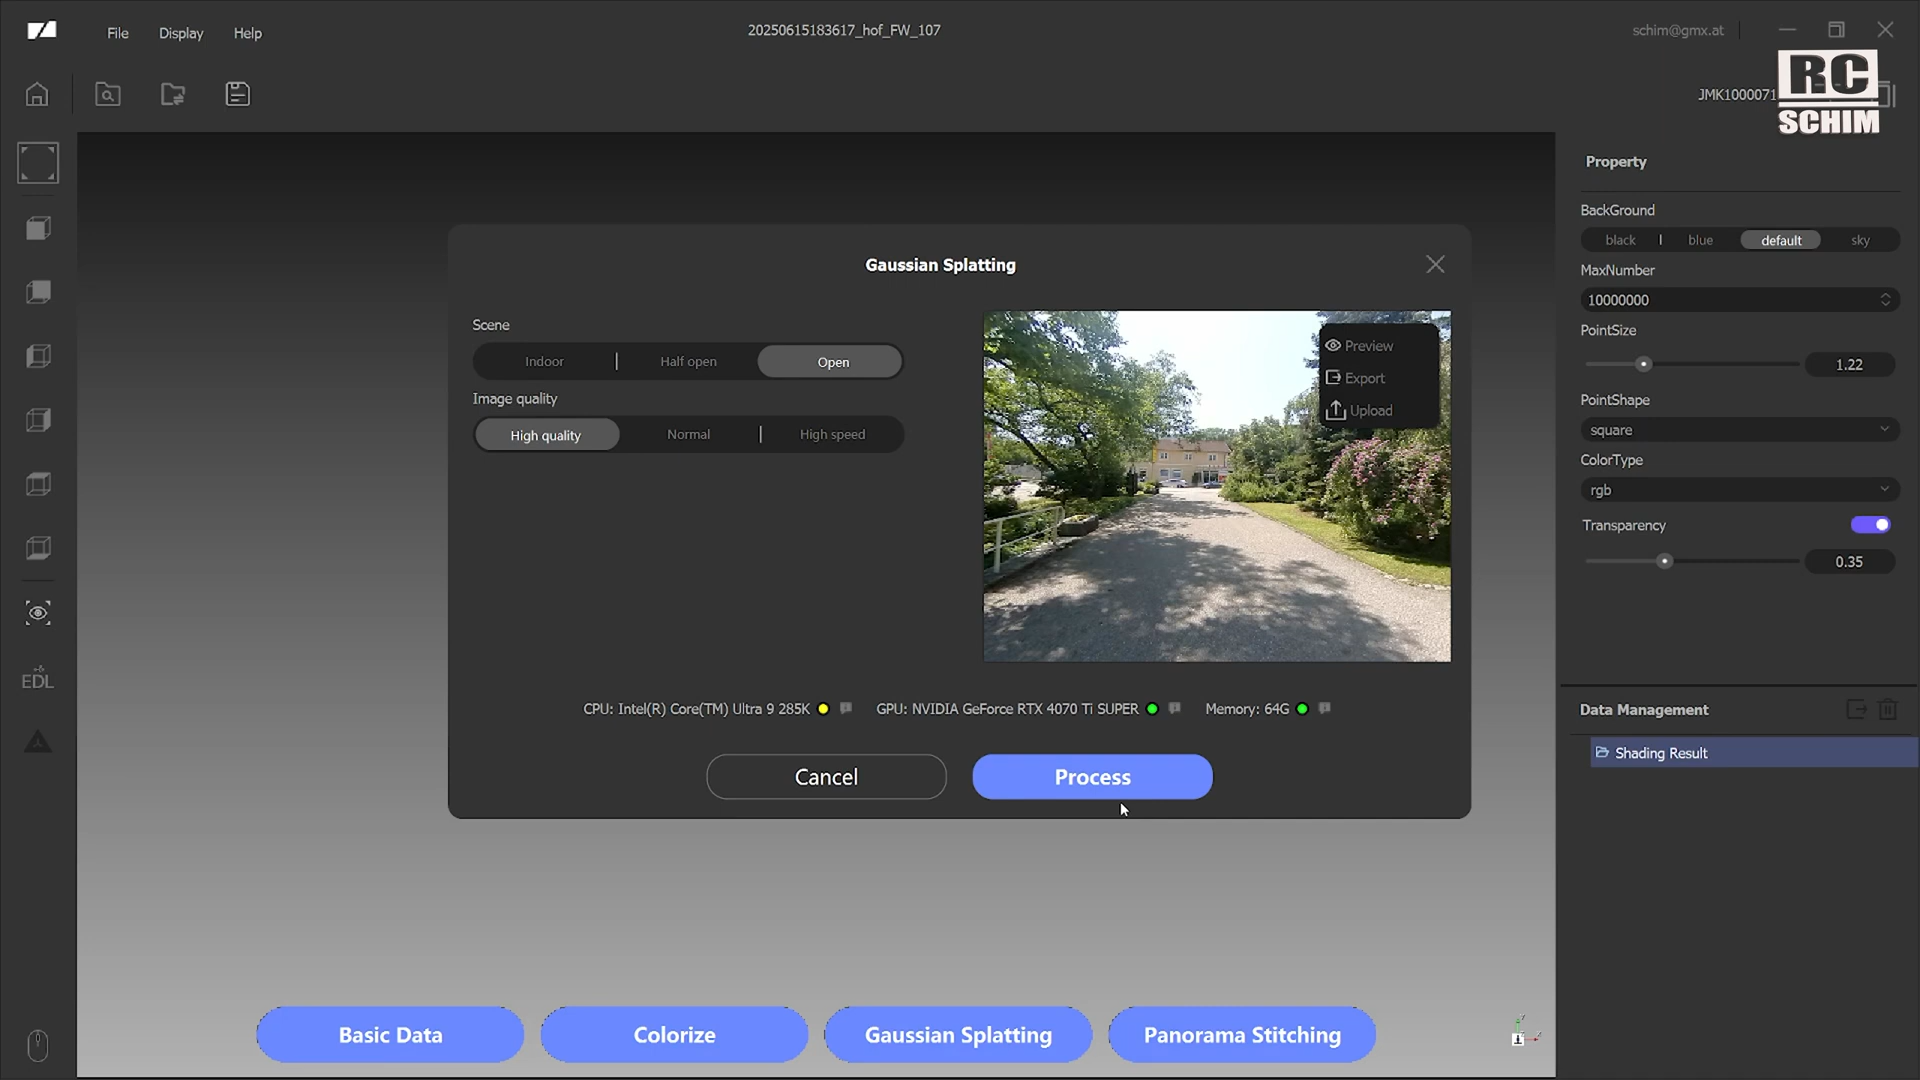 File Display Help
20250615183617_hof_FW_107
schim@gmx.at
JMK1000071
RC
SCHIM
Property
BackGround
black | blue default sky
MaxNumber
10000000
PointSize
1.22
PointShape
square
ColorType
rgb
Transparency
0.35
EDL
Gaussian Splatting
Scene
Indoor | Half open Open
Image quality
High quality Normal | High speed
Preview
Export
Upload
CPU: Intel(R) Core(TM) Ultra 9 285K GPU: NVIDIA GeForce RTX 4070 Ti SUPER Memory: 64G
Cancel Process
Data Management
Shading Result
Basic Data Colorize Gaussian Splatting Panorama Stitching